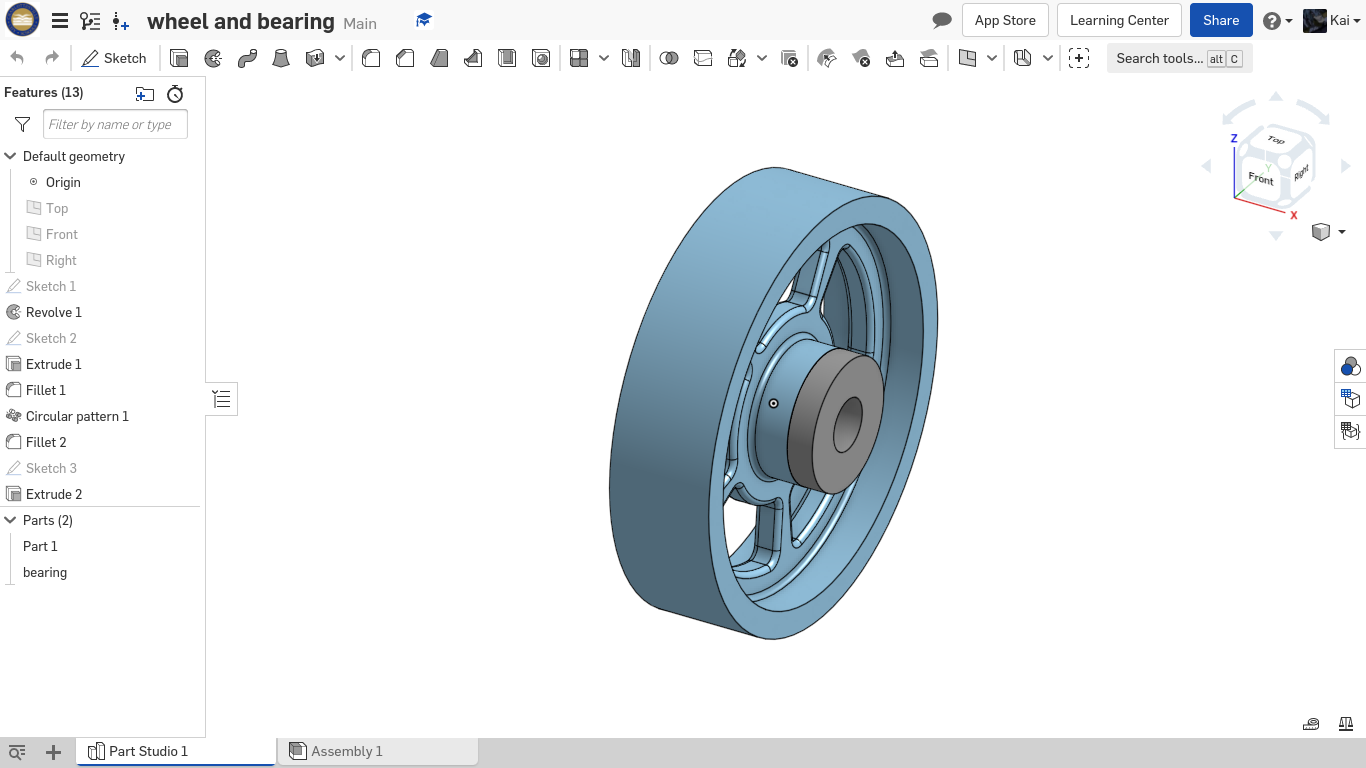 wheel and bearing Main
App Store
Learning Center
Share
Kai
Sketch
Search tools... alt C
Features (13)
Filter by name or type
Default geometry
Origin
Top
Front
Right
Sketch 1
Revolve 1
Sketch 2
Extrude 1
Fillet 1
Circular pattern 1
Fillet 2
Sketch 3
Extrude 2
Parts (2)
Part 1
bearing
Z
Top
Y
Front
Right
X
Part Studio 1
Assembly 1